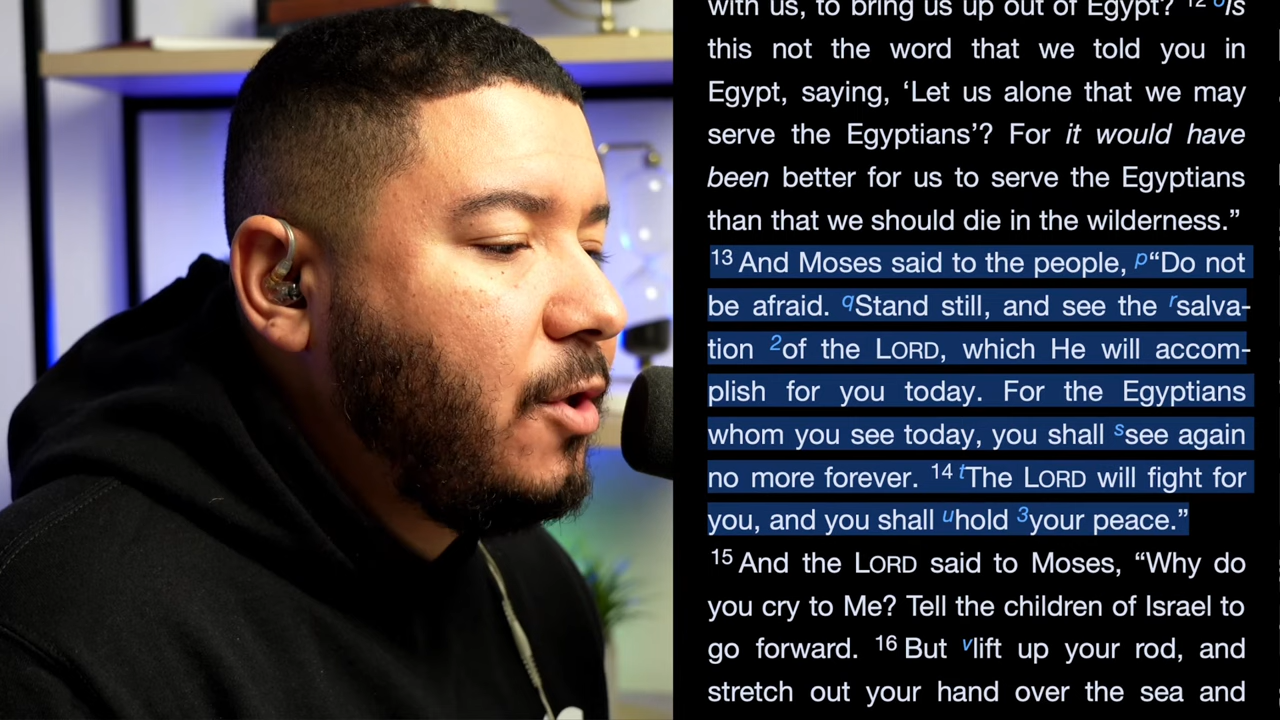 with us, to bring us up out of Egypt? 12 oIs
this not the word that we told you in
Egypt, saying, ‘Let us alone that we may
serve the Egyptians’? For it would have
been better for us to serve the Egyptians
than that we should die in the wilderness.”
13 And Moses said to the people, p“Do not
be afraid. qStand still, and see the rsalva-
tion 2of the LORD, which He will accom-
plish for you today. For the Egyptians
whom you see today, you shall ssee again
no more forever. 14 tThe LORD will fight for
you, and you shall uhold 3your peace.”
15 And the LORD said to Moses, “Why do
you cry to Me? Tell the children of Israel to
go forward. 16 But vlift up your rod, and
stretch out your hand over the sea and